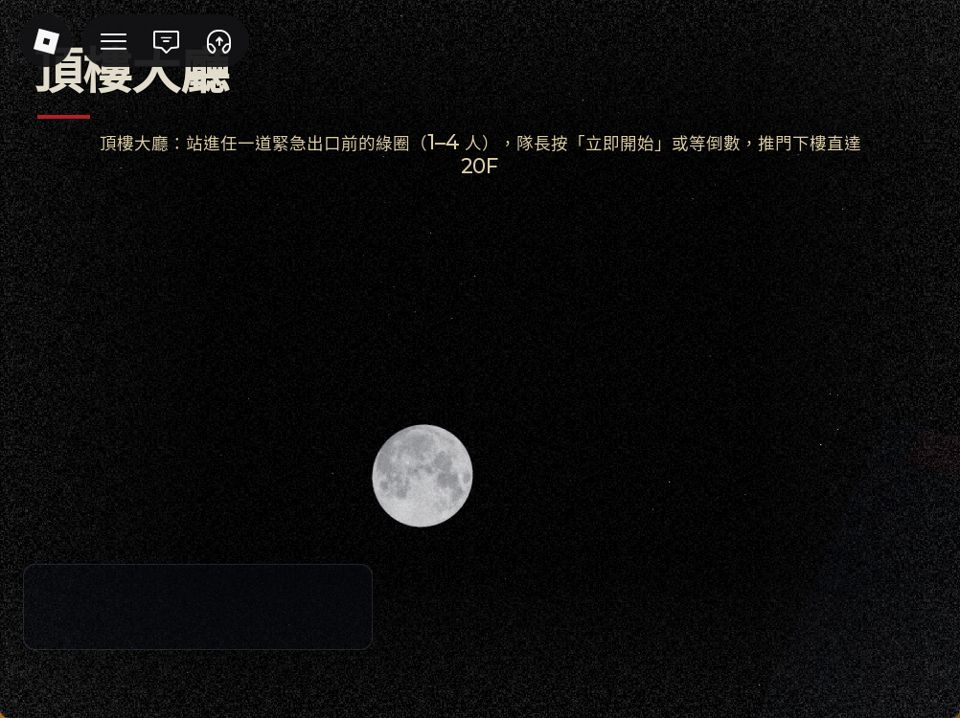 頂樓大廳
頂樓大廳：站進任一道緊急出口前的綠圈（1–4 人），隊長按「立即開始」或等倒數，推門下樓直達
20F